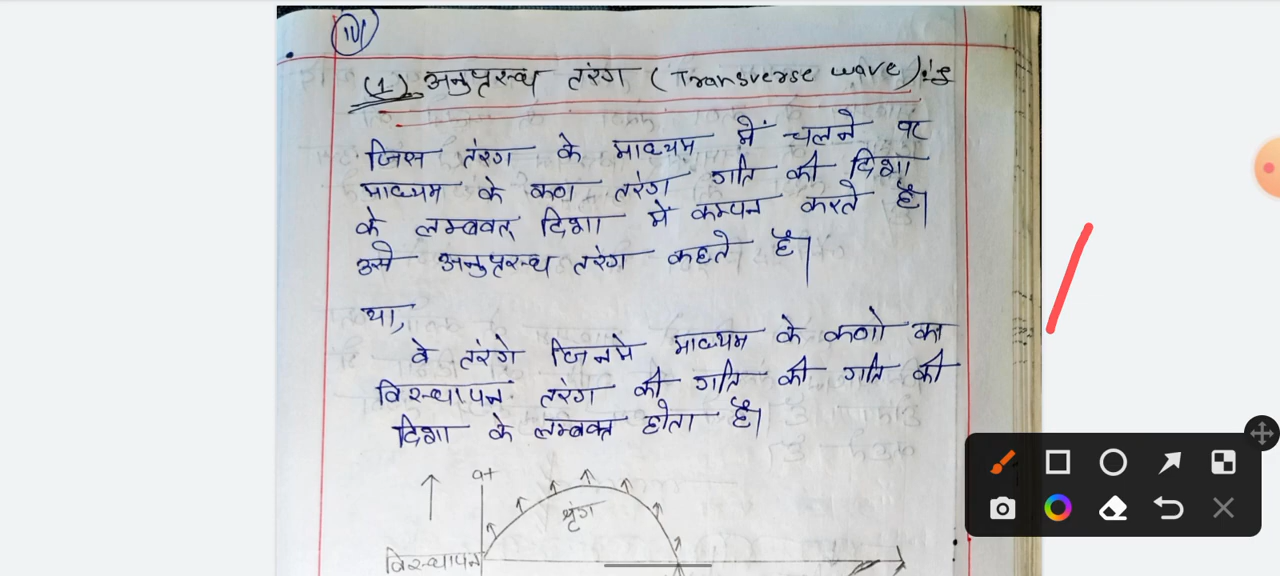 10
(1) अनुप्रस्थ तरंग (Transverse wave) :-
जिस तरंग के माध्यम में चलने पर
माध्यम के कण तरंग गति की दिशा
के लम्बवत् दिशा में कम्पन करते है।
उसे अनुप्रस्थ तरंग कहते है।
या,
वे तरंगे जिनमे माध्यम के कणो का
विस्थापन तरंग की गति की गति की
दिशा के लम्बवत होता है।
a+
श्रृंग
विस्थापन